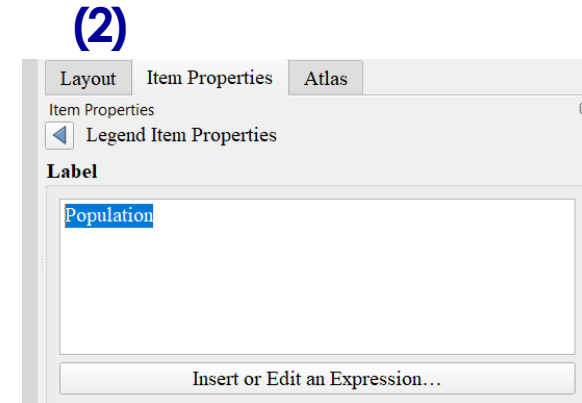 (2)
Layout Item Properties Atlas
Item Properties
Legend Item Properties
Label
Population
Insert or Edit an Expression...